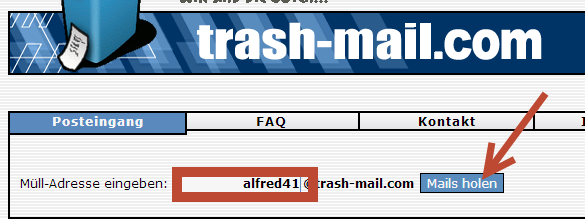 trash-mail.com
Posteingang FAQ Kontakt
Müll-Adresse eingeben: alfred41@trash-mail.com Mails holen